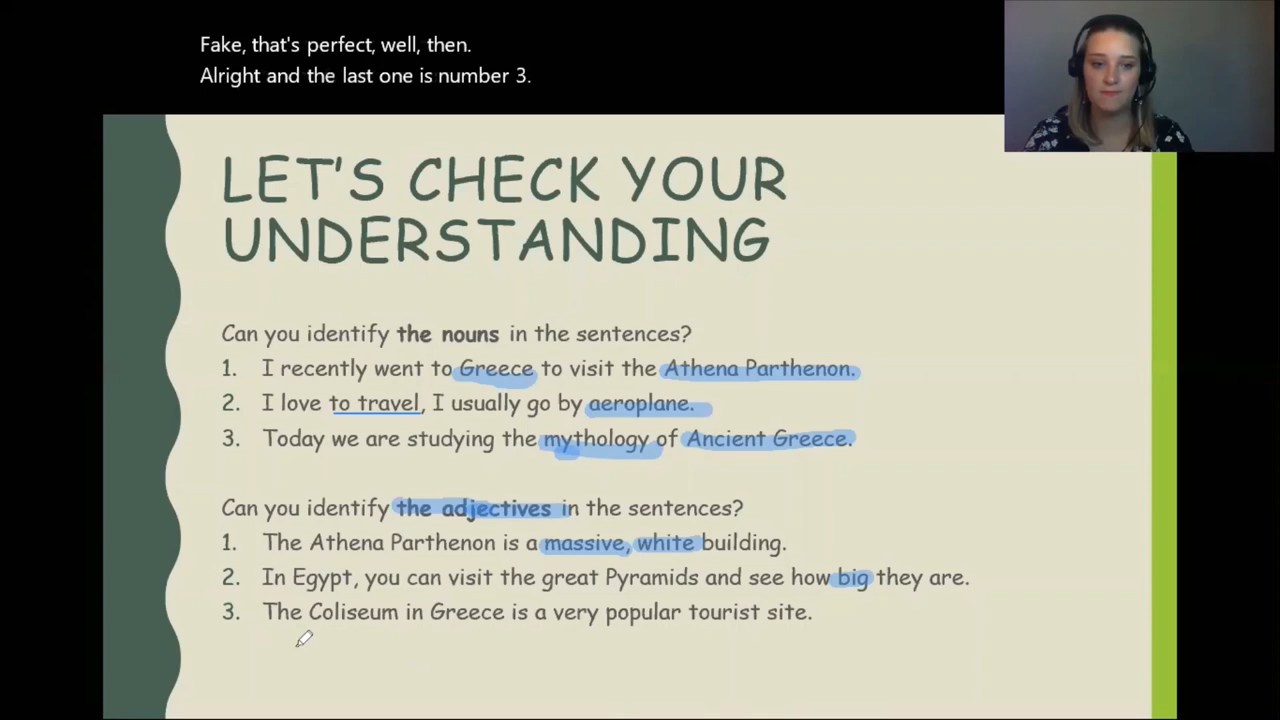 Fake, that's perfect, well, then.
Alright and the last one is number 3.
LET'S CHECK YOUR
UNDERSTANDING
Can you identify the nouns in the sentences?
1. I recently went to Greece to visit the Athena Parthenon.
2. I love to travel, I usually go by aeroplane.
3. Today we are studying the mythology of Ancient Greece.
Can you identify the adjectives in the sentences?
1. The Athena Parthenon is a massive, white building.
2. In Egypt, you can visit the great Pyramids and see how big they are.
3. The Coliseum in Greece is a very popular tourist site.